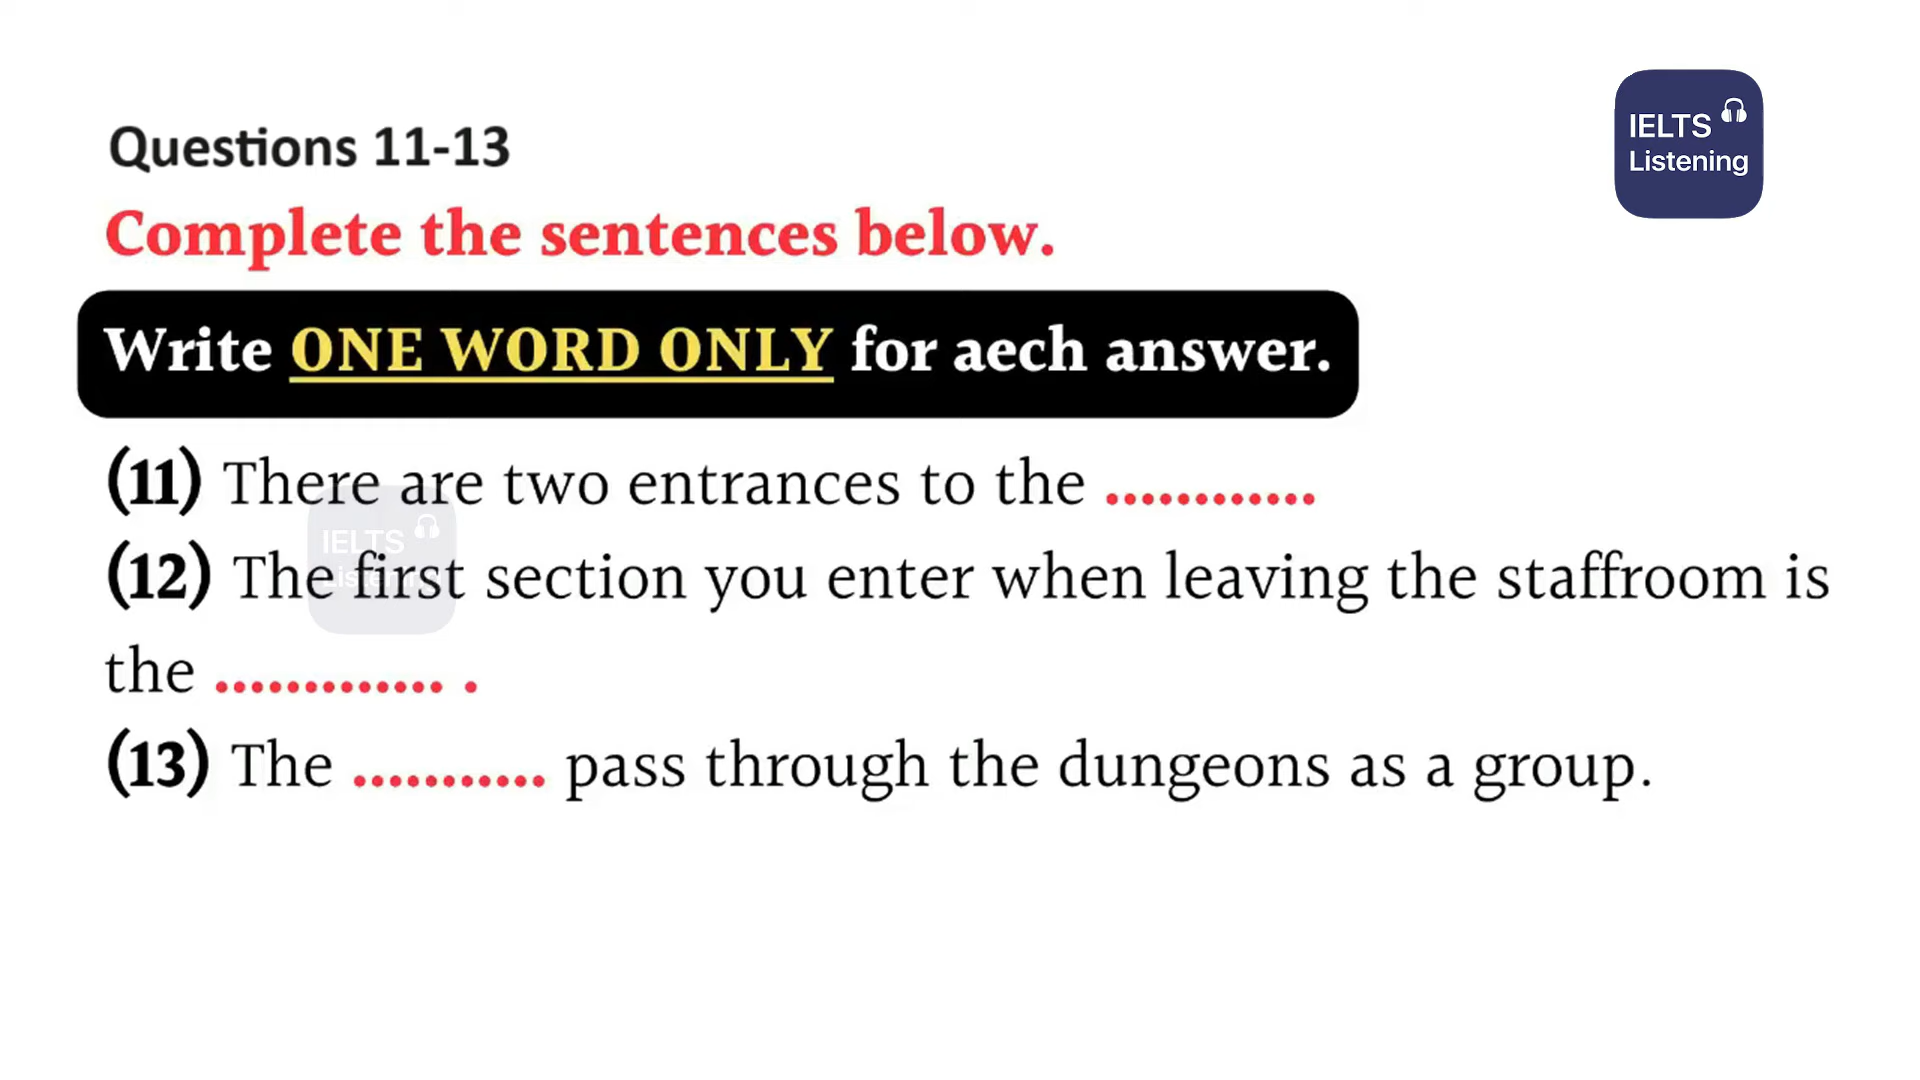 IELTS
Listening
Questions 11-13
Complete the sentences below.
Write ONE WORD ONLY for aech answer.
(11) There are two entrances to the ............
(12) The first section you enter when leaving the staffroom is
the ............. .
(13) The ........... pass through the dungeons as a group.
IELTS
Listening